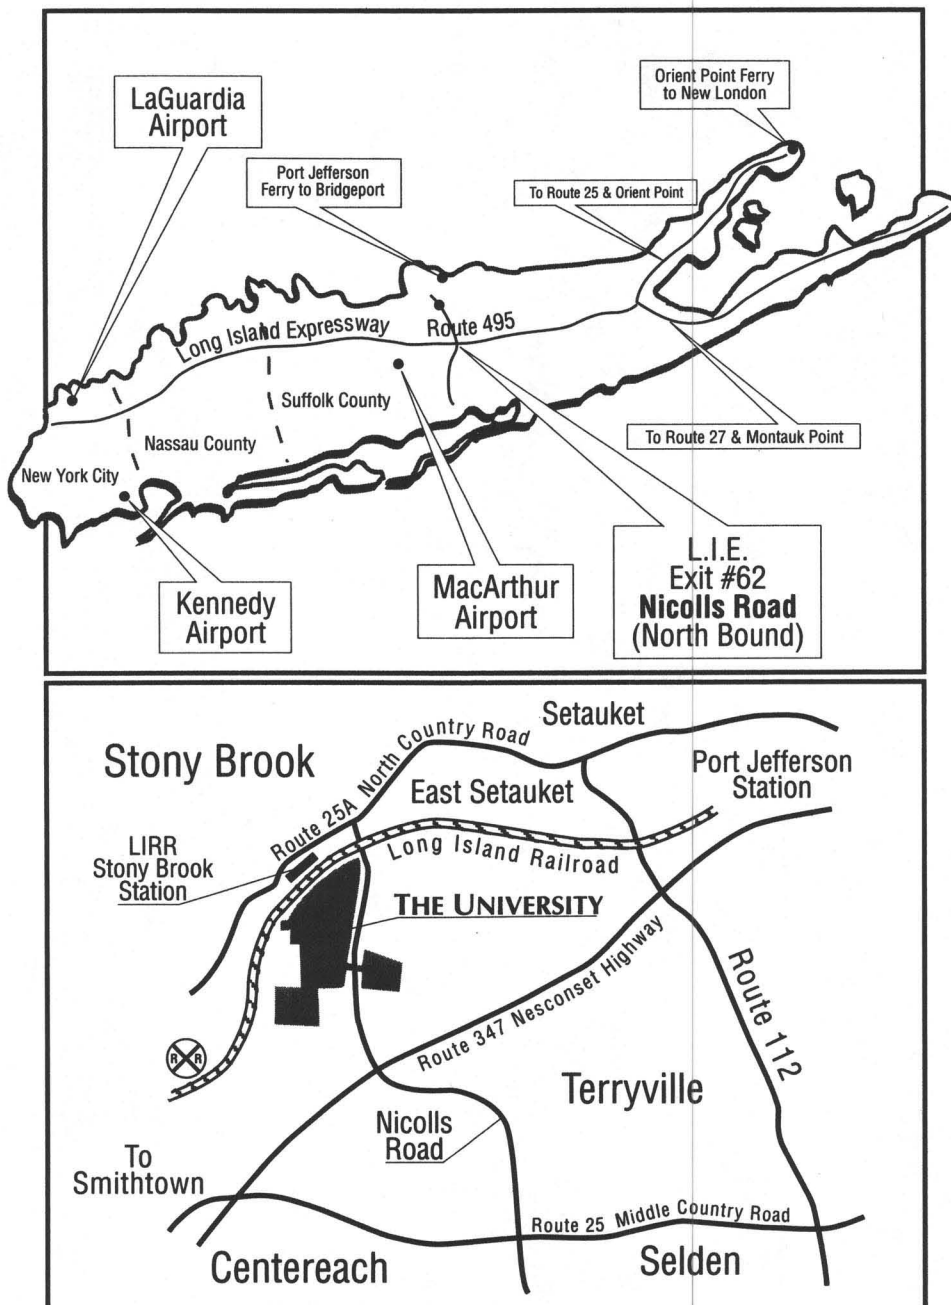 Orient Point Ferry
to New London
LaGuardia
Airport
Port Jefferson
Ferry to Bridgeport
To Route 25 & Orient Point
Long Island Expressway Route 495
Suffolk County
Nassau County
New York City
To Route 27 & Montauk Point
L.I.E.
Exit #62
Nicolls Road
(North Bound)
MacArthur
Airport
Kennedy
Airport
Setauket
Stony Brook
Route 25A North Country Road
Port Jefferson
Station
East Setauket
LIRR
Stony Brook
Station
Long Island Railroad
THE UNIVERSITY
Route 347 Nesconset Highway
Route 112
R R
Terryville
Nicolls
Road
To
Smithtown
Route 25 Middle Country Road
Centereach
Selden